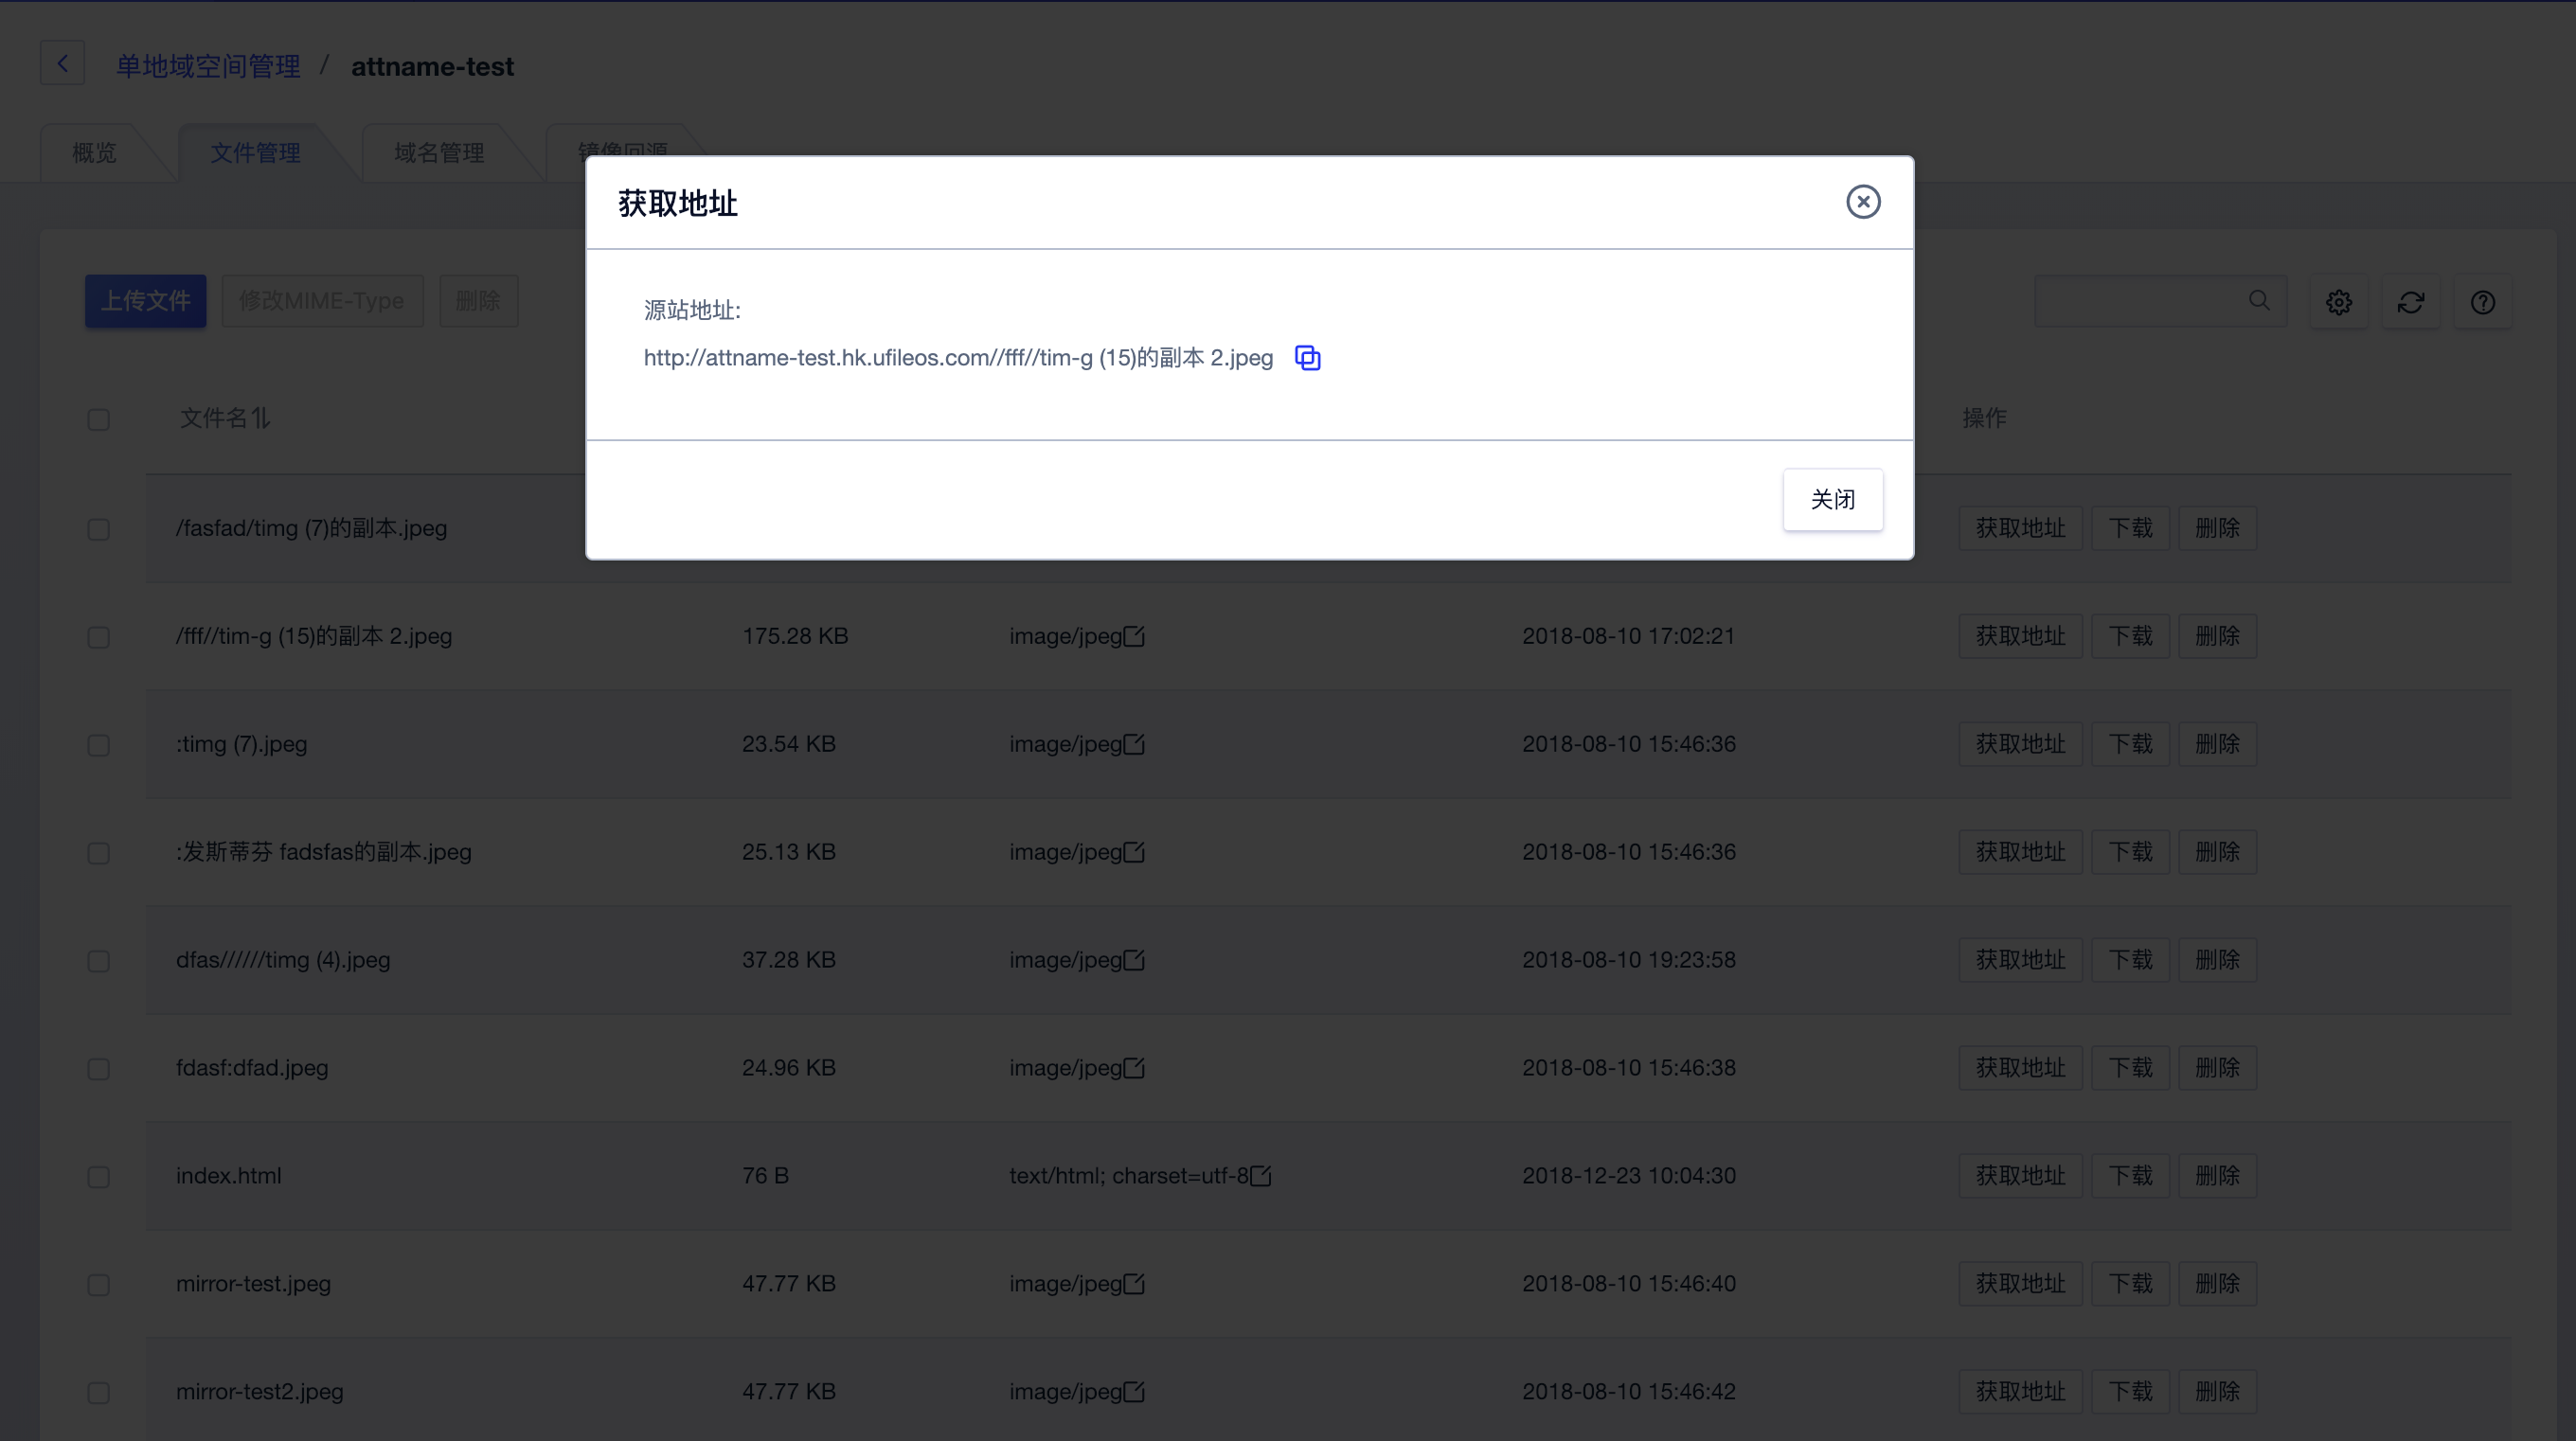 单地域空间管理 / attname-test
概览 文件管理 域名管理 镜像回源
获取地址
上传文件 修改MIME-Type 删除
源站地址:
http://attname-test.hk.ufileos.com//fff//tim-g (15)的副本 2.jpeg
文件名 操作
关闭
/fasfad/timg (7)的副本.jpeg 获取地址 下载 删除
/fff//tim-g (15)的副本 2.jpeg 175.28 KB image/jpeg 2018-08-10 17:02:21 获取地址 下载 删除
:timg (7).jpeg 23.54 KB image/jpeg 2018-08-10 15:46:36 获取地址 下载 删除
:发斯蒂芬 fadsfas的副本.jpeg 25.13 KB image/jpeg 2018-08-10 15:46:36 获取地址 下载 删除
dfas//////timg (4).jpeg 37.28 KB image/jpeg 2018-08-10 19:23:58 获取地址 下载 删除
fdasf:dfad.jpeg 24.96 KB image/jpeg 2018-08-10 15:46:38 获取地址 下载 删除
index.html 76 B text/html; charset=utf-8 2018-12-23 10:04:30 获取地址 下载 删除
mirror-test.jpeg 47.77 KB image/jpeg 2018-08-10 15:46:40 获取地址 下载 删除
mirror-test2.jpeg 47.77 KB image/jpeg 2018-08-10 15:46:42 获取地址 下载 删除